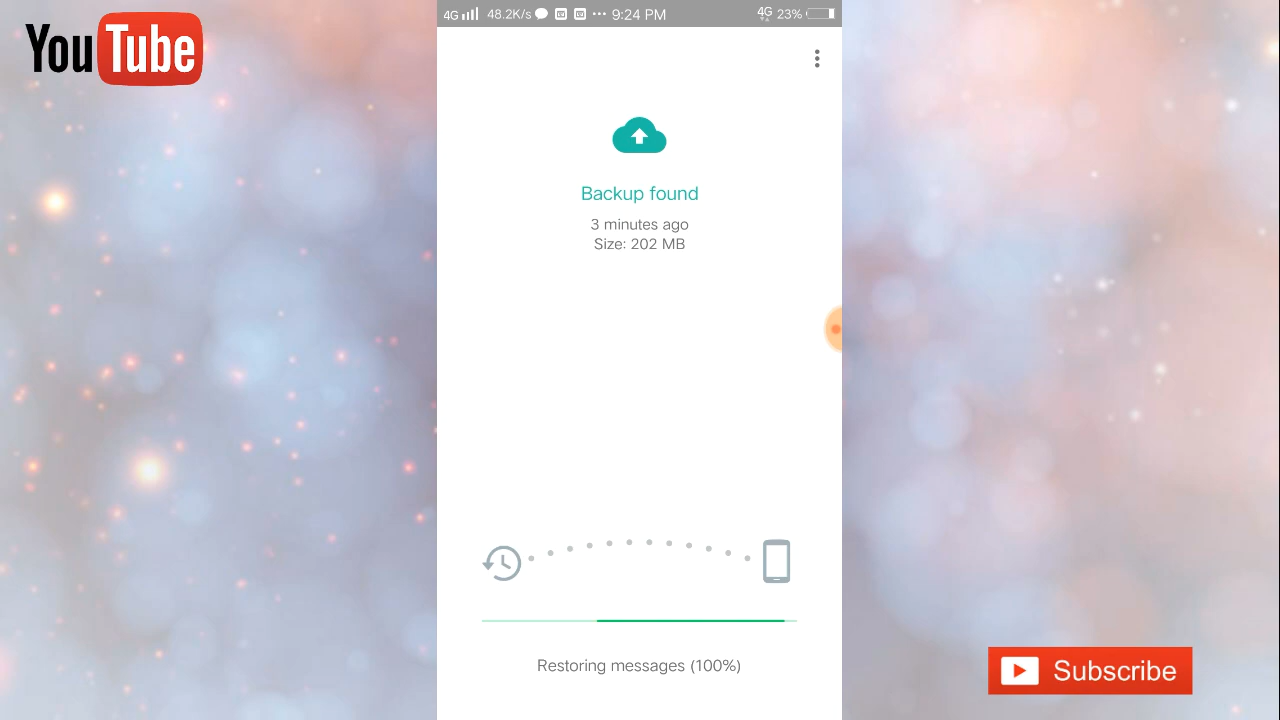 YouTube
4G 48.2K/s 9:24 PM 4G 23%
Backup found
3 minutes ago
Size: 202 MB
Restoring messages (100%)
Subscribe